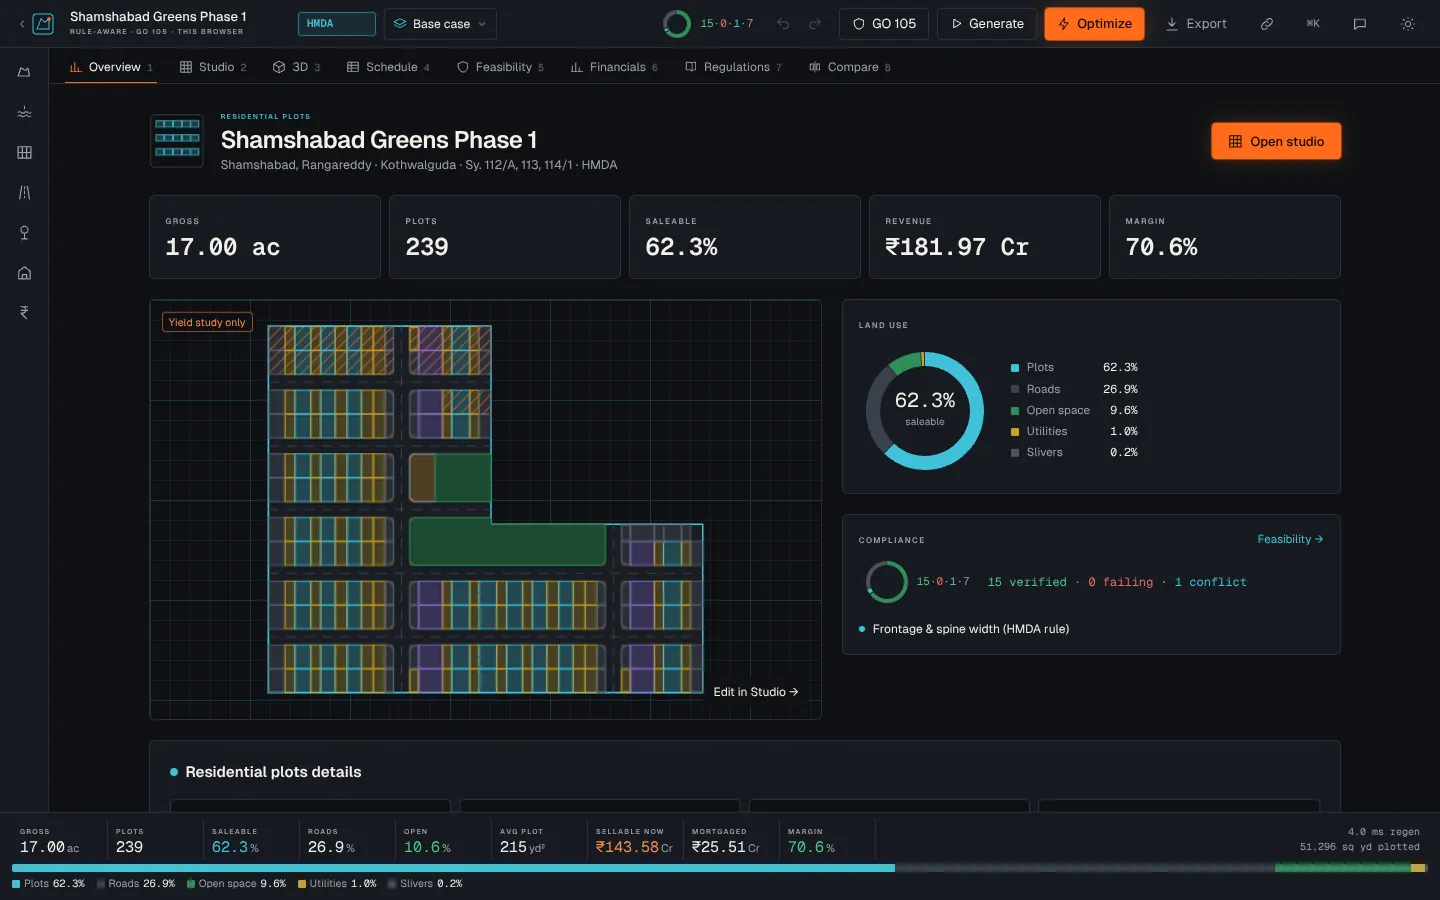 Shamshabad Greens Phase 1
RULE-AWARE · GO 105 · THIS BROWSER
HMDA
Base case
15·0·1·7
GO 105
Generate
Optimize
Export
⌘K
Overview 1
Studio 2
3D 3
Schedule 4
Feasibility 5
Financials 6
Regulations 7
Compare 8
₹
RESIDENTIAL PLOTS
Shamshabad Greens Phase 1
Shamshabad, Rangareddy · Kothwalguda · Sy. 112/A, 113, 114/1 · HMDA
Open studio
GROSS
17.00 ac
PLOTS
239
SALEABLE
62.3%
REVENUE
₹181.97 Cr
MARGIN
70.6%
Yield study only
Edit in Studio →
LAND USE
62.3%
saleable
Plots 62.3%
Roads 26.9%
Open space 9.6%
Utilities 1.0%
Slivers 0.2%
COMPLIANCE
Feasibility →
15·0·1·7 15 verified · 0 failing · 1 conflict
Frontage & spine width (HMDA rule)
Residential plots details
GROSS
17.00 ac
PLOTS
239
SALEABLE
62.3 %
ROADS
26.9 %
OPEN
10.6 %
AVG PLOT
215 yd²
SELLABLE NOW
₹143.58 Cr
MORTGAGED
₹25.51 Cr
MARGIN
70.6 %
4.0 ms regen
51,296 sq yd plotted
Plots 62.3% Roads 26.9% Open space 9.6% Utilities 1.0% Slivers 0.2%